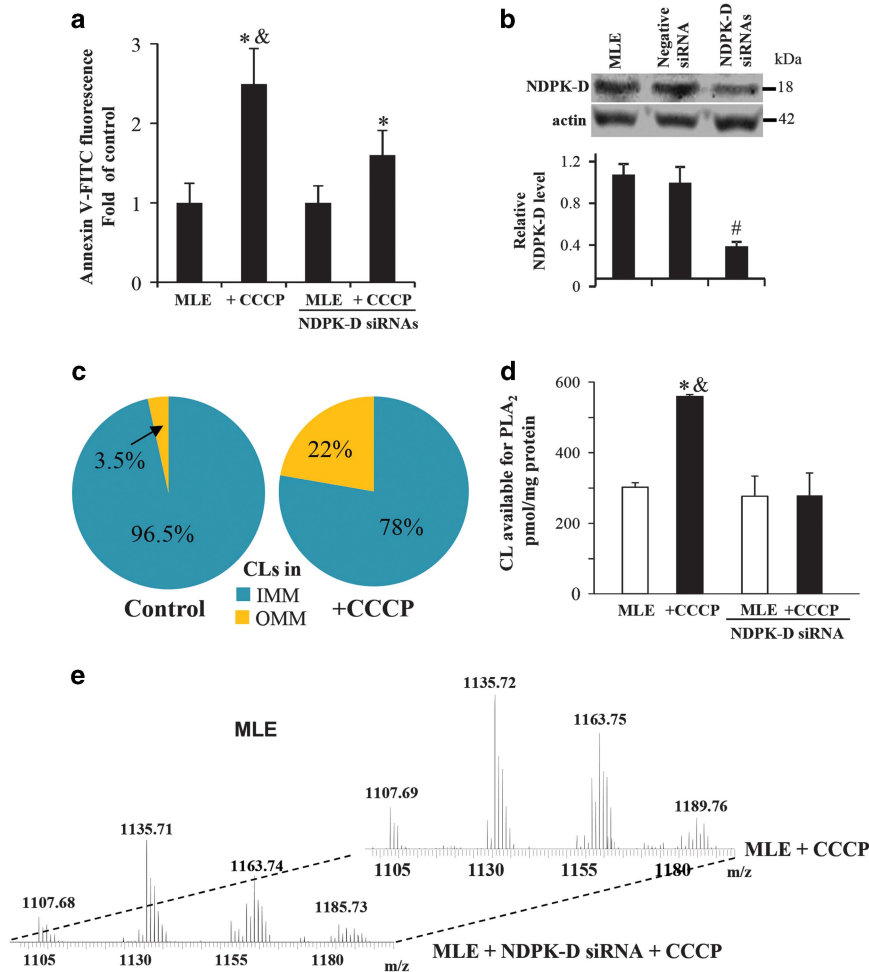 a
Annexin V-FITC fluorescence
Fold of control
3
2
1
0
* &
*
MLE
+ CCCP
MLE
+ CCCP
NDPK-D siRNAs
b
MLE
Negative
siRNA
NDPK-D
siRNAs
kDa
NDPK-D
18
actin
42
Relative
NDPK-D level
1.2
0.8
0.4
0
#
c
3.5%
96.5%
22%
78%
CLs in
IMM
OMM
Control
+CCCP
d
CL available for PLA₂
pmol/mg protein
600
400
200
0
*&
MLE
+CCCP
MLE
+CCCP
NDPK-D siRNA
e
MLE
1135.72
1163.75
1107.69
1189.76
1105
1130
1155
1180
m/z
MLE + CCCP
1135.71
1163.74
1107.68
1185.73
1105
1130
1155
1180
m/z
MLE + NDPK-D siRNA + CCCP